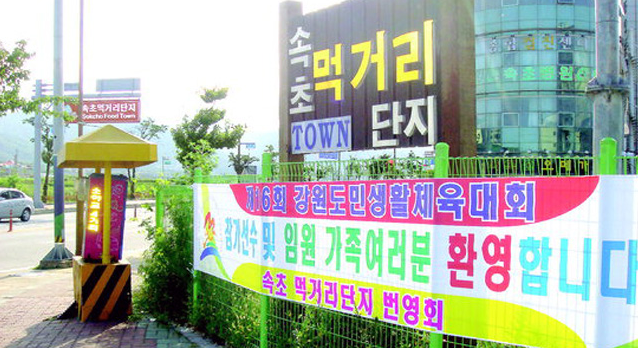 속초
먹거리
TOWN
단지
속초먹거리단지
Sokcho Food Town
제16회 강원도민생활체육대회
참가선수 및 임원 가족여러분 환영합니다
속초 먹거리단지 번영회